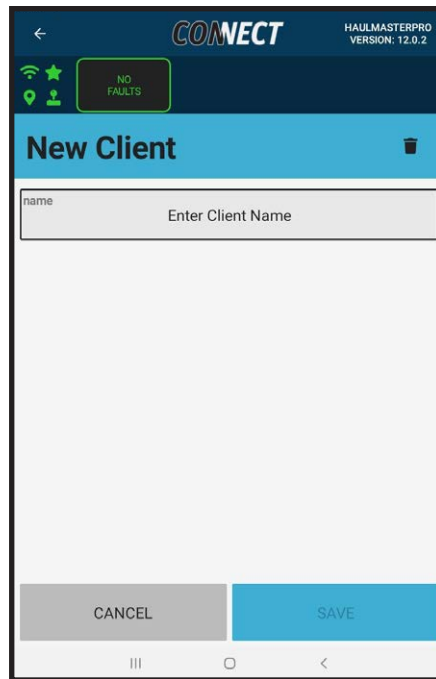 CONNECT
HAULMASTERPRO
VERSION: 12.0.2
NO
FAULTS
New Client
name
Enter Client Name
CANCEL
SAVE